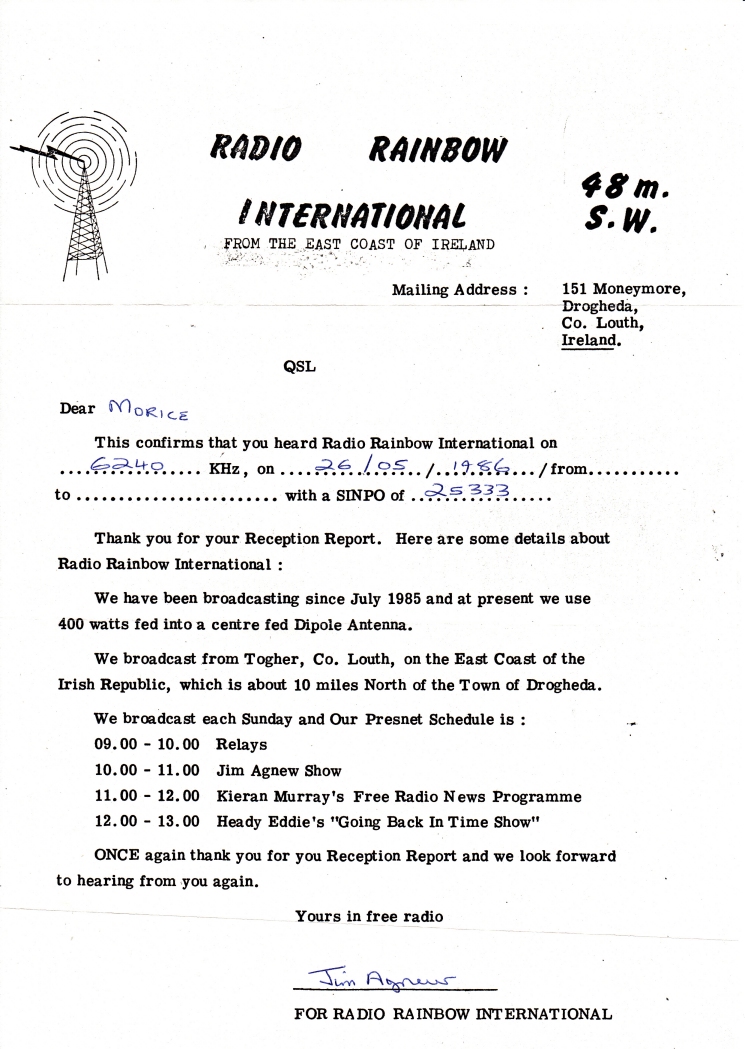 RADIO RAINBOW
INTERNATIONAL
48 m.
S.W.
FROM THE EAST COAST OF IRELAND
Mailing Address : 151 Moneymore,
Drogheda,
Co. Louth,
Ireland.
QSL
Dear MORICE
This confirms that you heard Radio Rainbow International on
....6240..... KHz, on ....26/05../..1986.../from...........
to ........................ with a SINPO of ..25333.....
Thank you for your Reception Report. Here are some details about
Radio Rainbow International :
We have been broadcasting since July 1985 and at present we use
400 watts fed into a centre fed Dipole Antenna.
We broadcast from Togher, Co. Louth, on the East Coast of the
Irish Republic, which is about 10 miles North of the Town of Drogheda.
We broadcast each Sunday and Our Presnet Schedule is :
09.00 - 10.00 Relays
10.00 - 11.00 Jim Agnew Show
11.00 - 12.00 Kieran Murray's Free Radio News Programme
12.00 - 13.00 Heady Eddie's "Going Back In Time Show"
ONCE again thank you for you Reception Report and we look forward
to hearing from you again.
Yours in free radio
Jim Agnew
FOR RADIO RAINBOW INTERNATIONAL